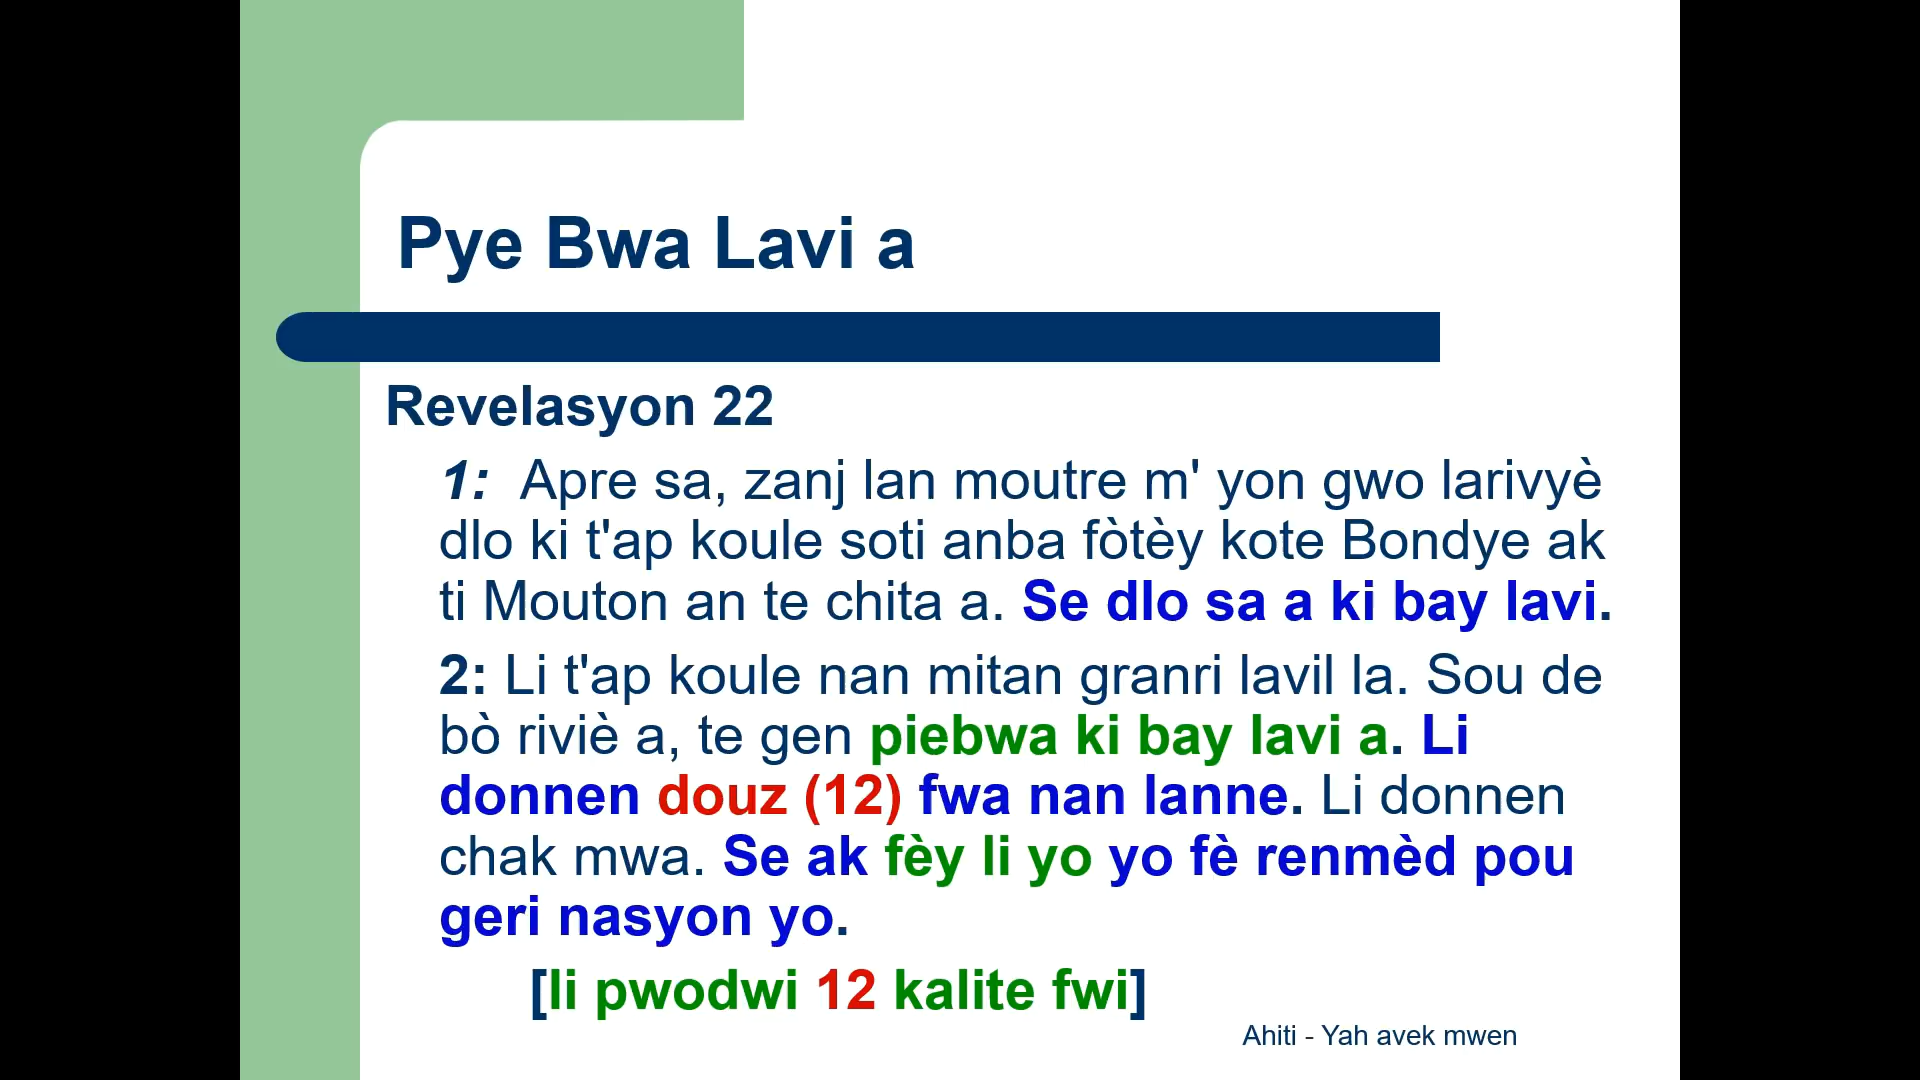 Pye Bwa Lavi a
Revelasyon 22
1: Apre sa, zanj lan moutre m' yon gwo larivyè
dlo ki t'ap koule soti anba fòtèy kote Bondye ak
ti Mouton an te chita a. Se dlo sa a ki bay lavi.
2: Li t'ap koule nan mitan granri lavil la. Sou de
bò riviè a, te gen piebwa ki bay lavi a. Li
donnen douz (12) fwa nan lanne. Li donnen
chak mwa. Se ak fèy li yo yo fè renmèd pou
geri nasyon yo.
[li pwodwi 12 kalite fwi]
Ahiti - Yah avek mwen